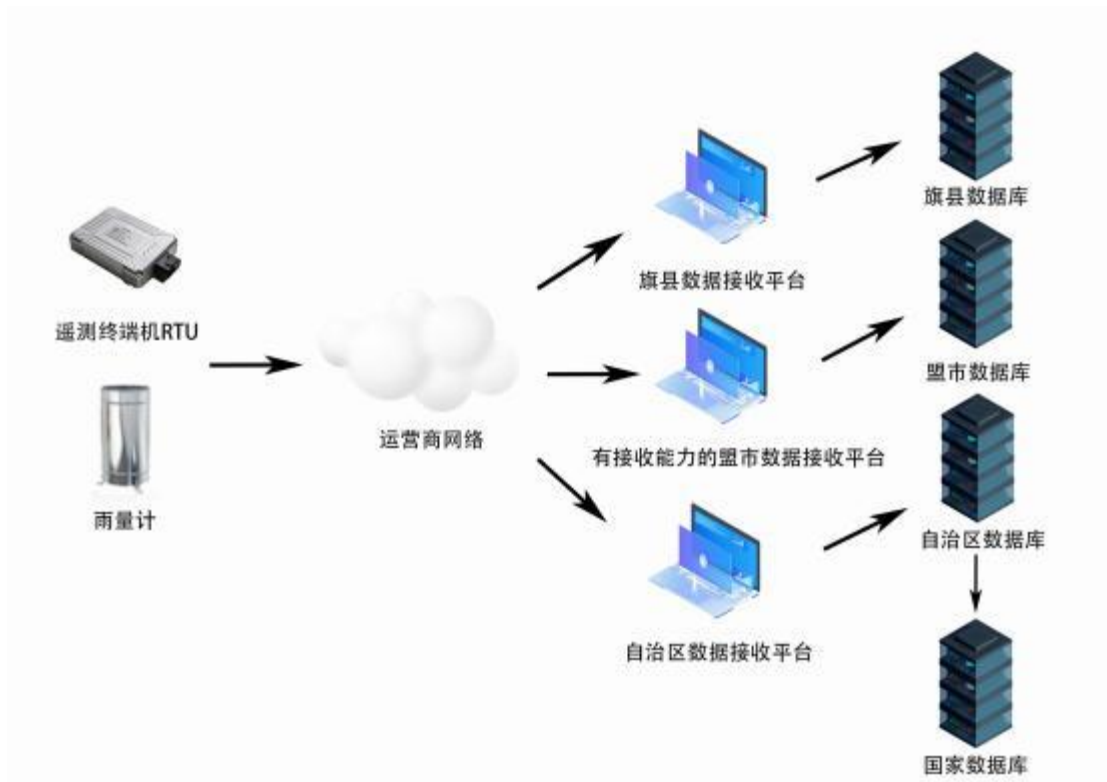 遥测终端机RTU
雨量计
运营商网络
旗县数据接收平台
有接收能力的盟市数据接收平台
自治区数据接收平台
旗县数据库
盟市数据库
自治区数据库
国家数据库